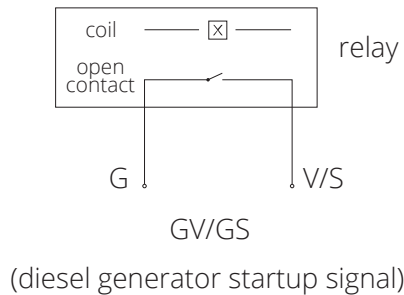 coil
X
relay
open
contact
G
V/S
GV/GS
(diesel generator startup signal)